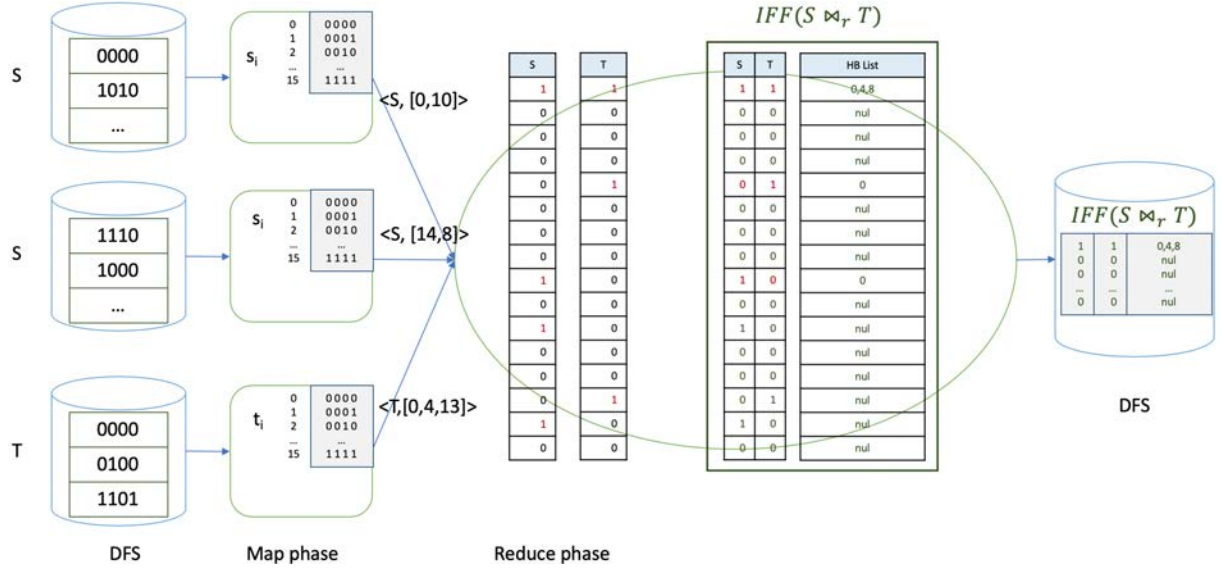 S
0000
1010
...
s_i
0 0000
1 0001
2 0010
... ...
15 1111
<S, [0,10]>
S
1110
1000
...
s_i
0 0000
1 0001
2 0010
... ...
15 1111
<S, [14,8]>
T
0000
0100
1101
t_i
0 0000
1 0001
2 0010
... ...
15 1111
<T,[0,4,13]>
IFF(S ⋈_r T)
S T S T HB List
1 1 1 1 0,4,8
0 0 0 0 nul
0 0 0 0 nul
0 0 0 0 nul
0 1 0 1 0
0 0 0 0 nul
0 0 0 0 nul
0 0 0 0 nul
1 0 1 0 0
0 0 0 0 nul
1 0 1 0 nul
0 0 0 0 nul
0 0 0 0 nul
0 1 0 1 nul
1 0 1 0 nul
0 0 0 0 nul
IFF(S ⋈_r T)
1 1 0,4,8
0 0 nul
0 0 nul
... ... ...
0 0 nul
DFS
DFS Map phase Reduce phase